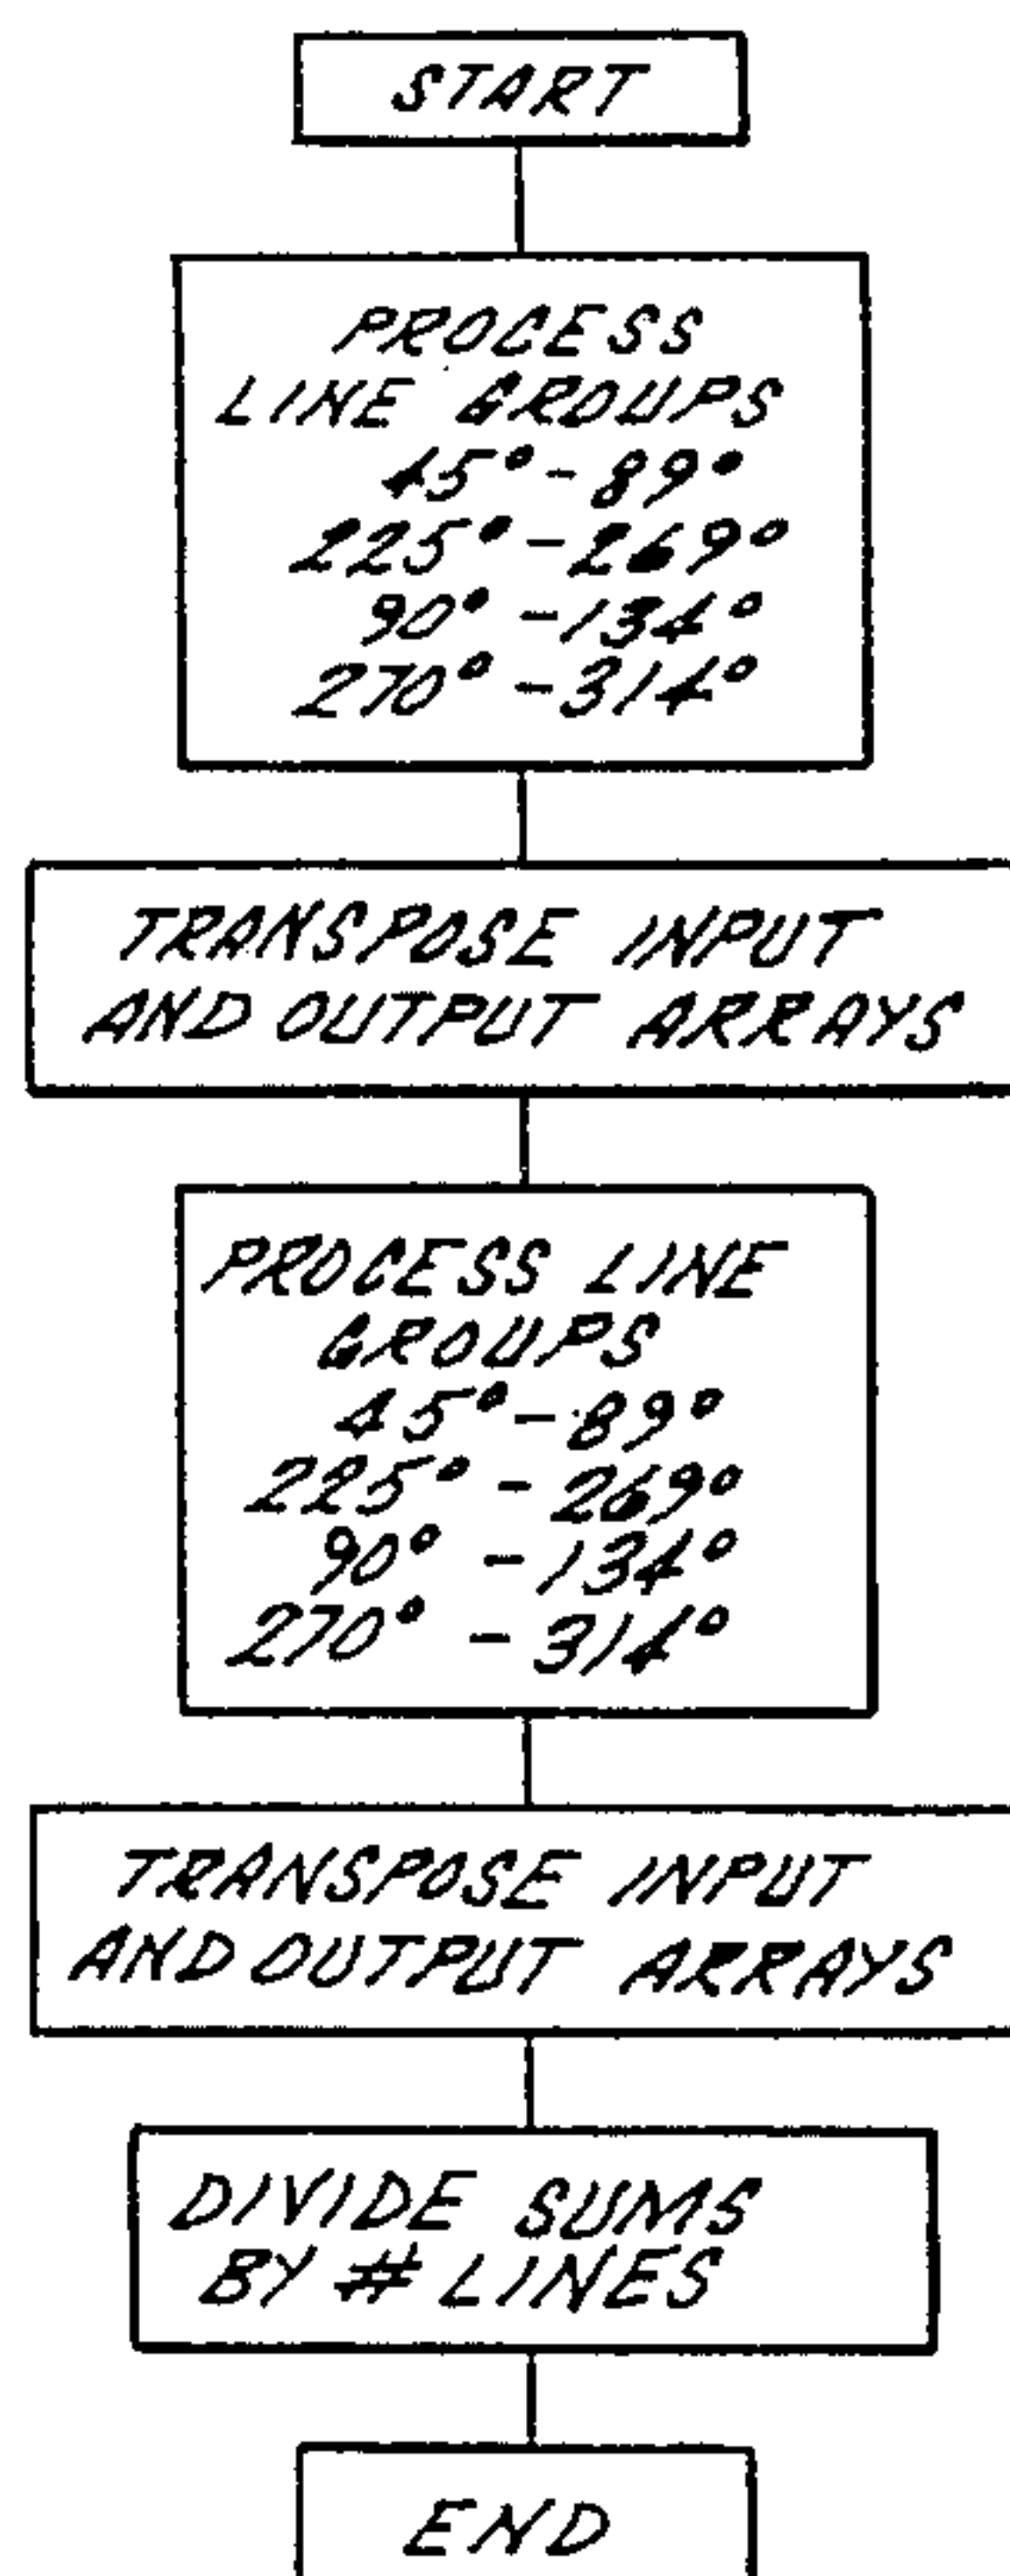 START
PROCESS
LINE GROUPS
45° - 89°
225° - 269°
90° - 134°
270° - 314°
TRANSPOSE INPUT
AND OUTPUT ARRAYS
PROCESS LINE
GROUPS
45° - 89°
225° - 269°
90° - 134°
270° - 314°
TRANSPOSE INPUT
AND OUTPUT ARRAYS
DIVIDE SUMS
BY # LINES
END